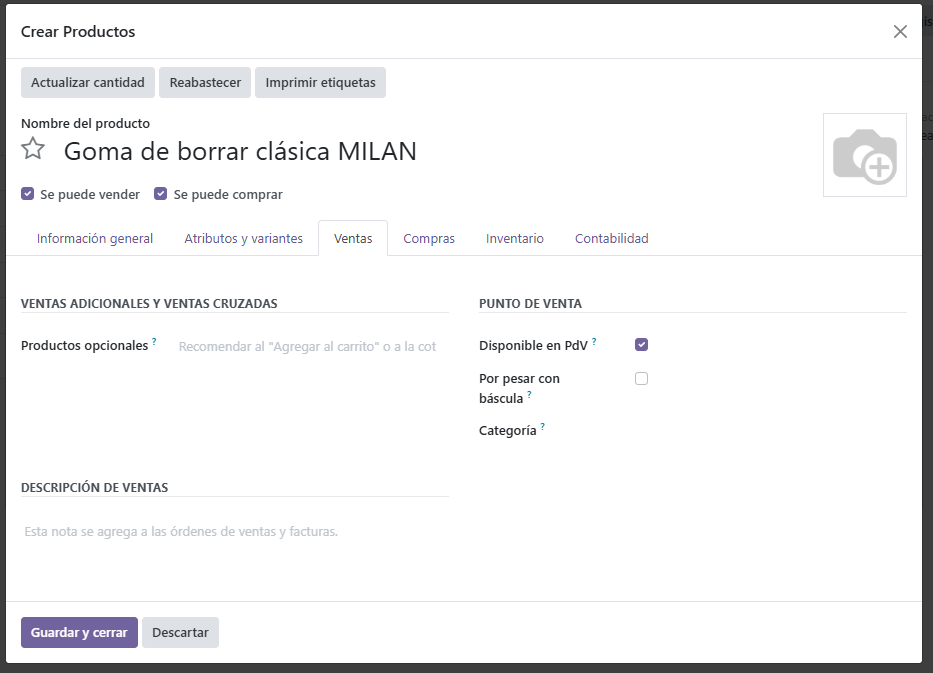 Crear Productos
Actualizar cantidad Reabastecer Imprimir etiquetas
Nombre del producto
Goma de borrar clásica MILAN
Se puede vender Se puede comprar
Información general Atributos y variantes Ventas Compras Inventario Contabilidad
VENTAS ADICIONALES Y VENTAS CRUZADAS
Productos opcionales ? Recomendar al "Agregar al carrito" o a la cot
PUNTO DE VENTA
Disponible en PdV ?
Por pesar con
báscula ?
Categoría ?
DESCRIPCIÓN DE VENTAS
Esta nota se agrega a las órdenes de ventas y facturas.
Guardar y cerrar Descartar